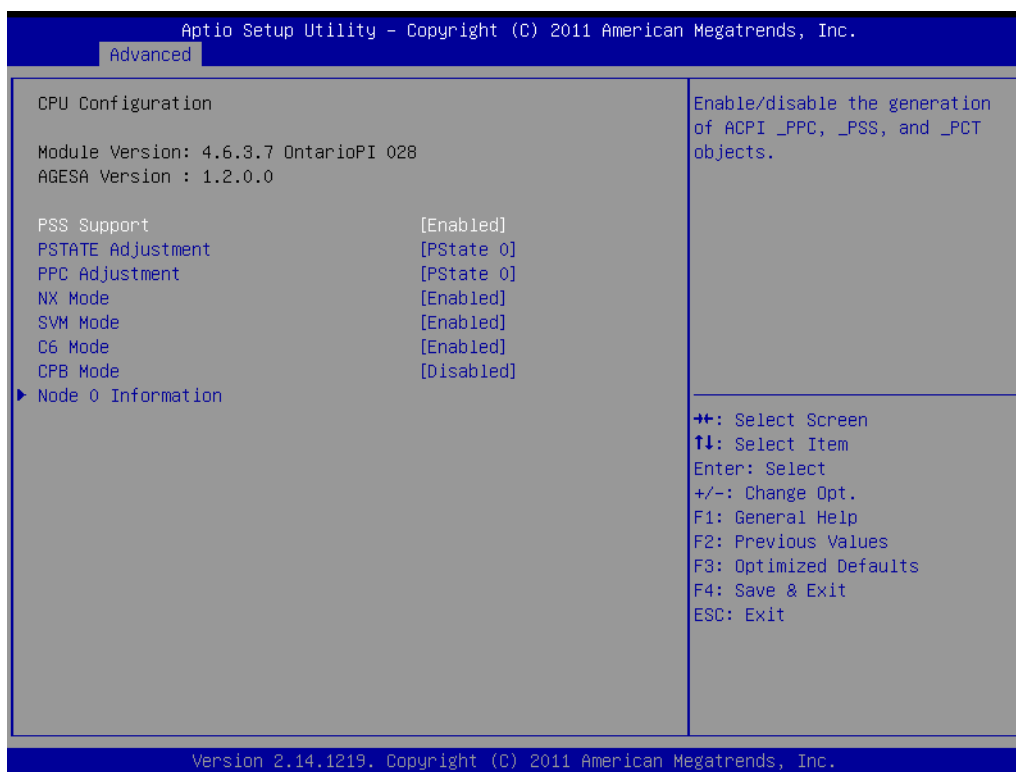 Aptio Setup Utility – Copyright (C) 2011 American Megatrends, Inc.
Advanced
CPU Configuration
Module Version: 4.6.3.7 OntarioPI 028
AGESA Version : 1.2.0.0
PSS Support [Enabled]
PSTATE Adjustment [PState 0]
PPC Adjustment [PState 0]
NX Mode [Enabled]
SVM Mode [Enabled]
C6 Mode [Enabled]
CPB Mode [Disabled]
Node 0 Information
Enable/disable the generation
of ACPI _PPC, _PSS, and _PCT
objects.
→←: Select Screen
↑↓: Select Item
Enter: Select
+/-: Change Opt.
F1: General Help
F2: Previous Values
F3: Optimized Defaults
F4: Save & Exit
ESC: Exit
Version 2.14.1219. Copyright (C) 2011 American Megatrends, Inc.